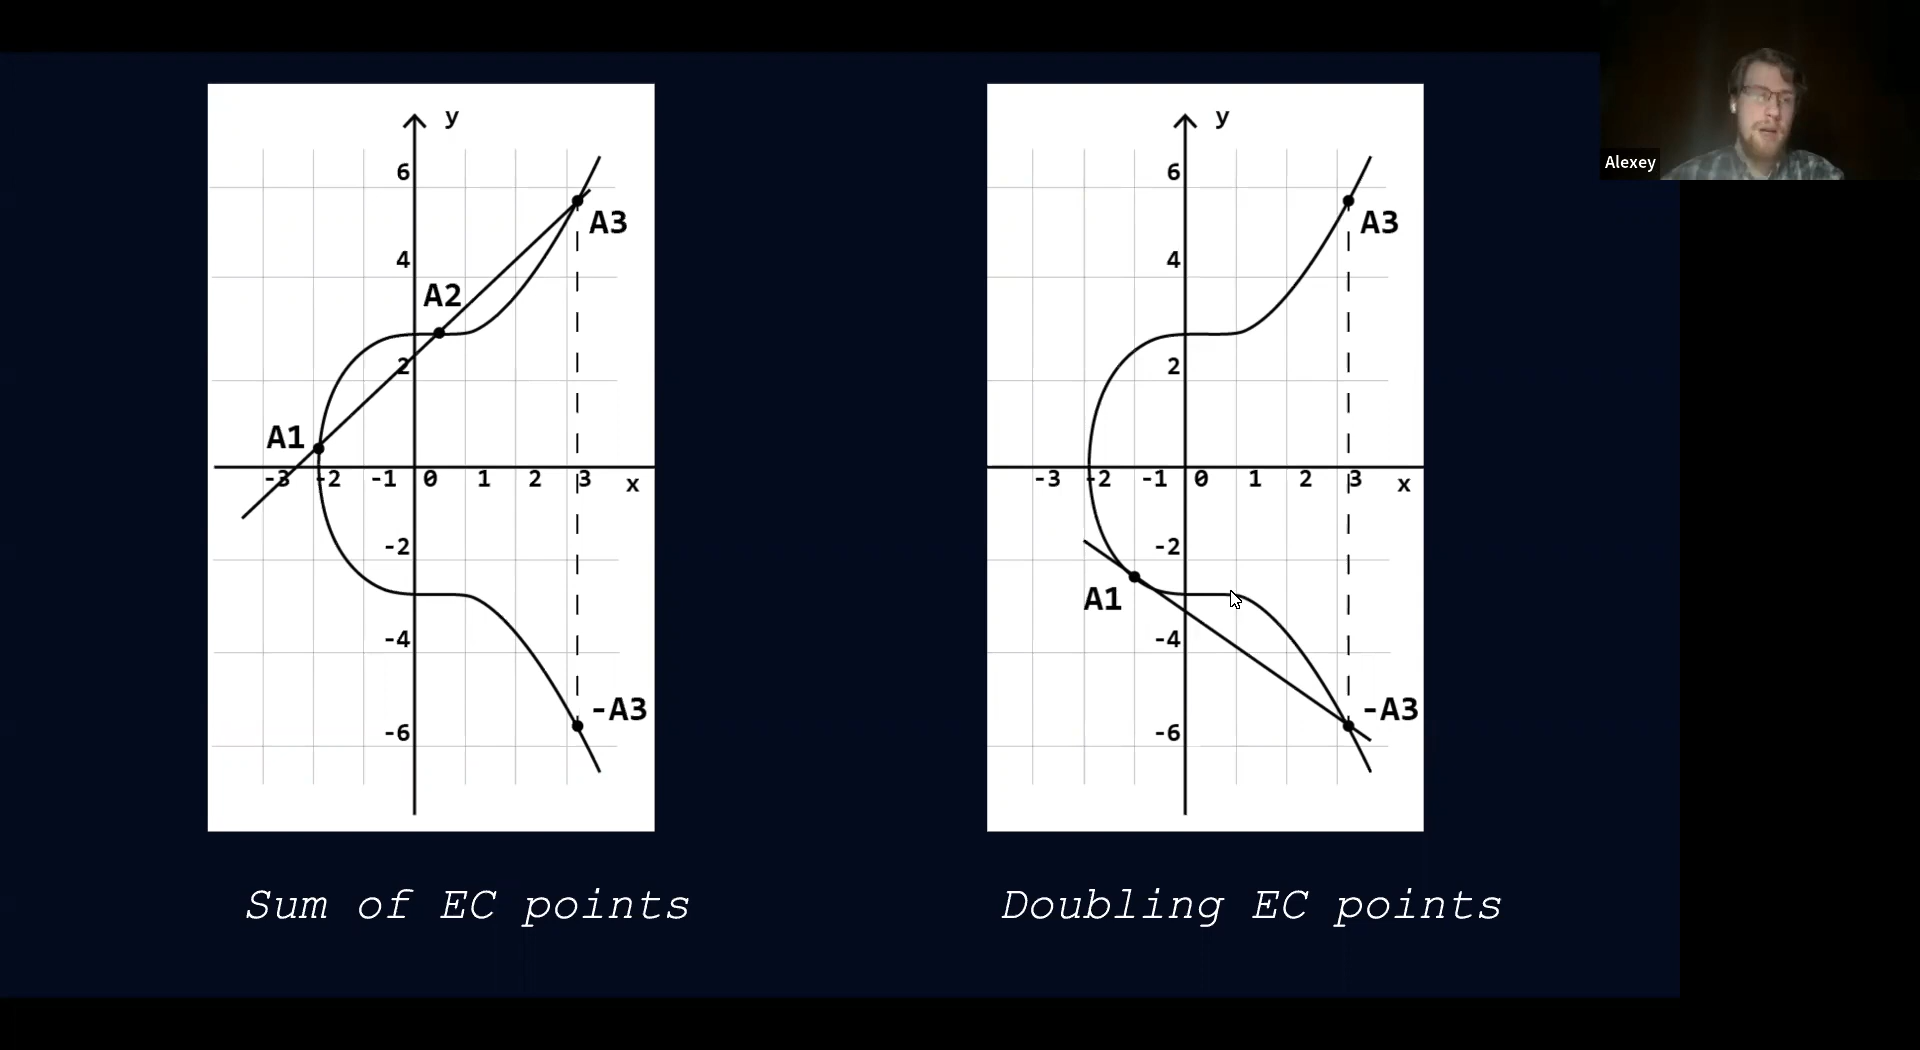 Alexey
y
6
A3
4
A2
2
A1
-3 -2 -1 0 1 2 3 x
-2
-4
-A3
-6
Sum of EC points
y
6
A3
4
2
-3 -2 -1 0 1 2 3 x
-2
A1
-4
-A3
-6
Doubling EC points